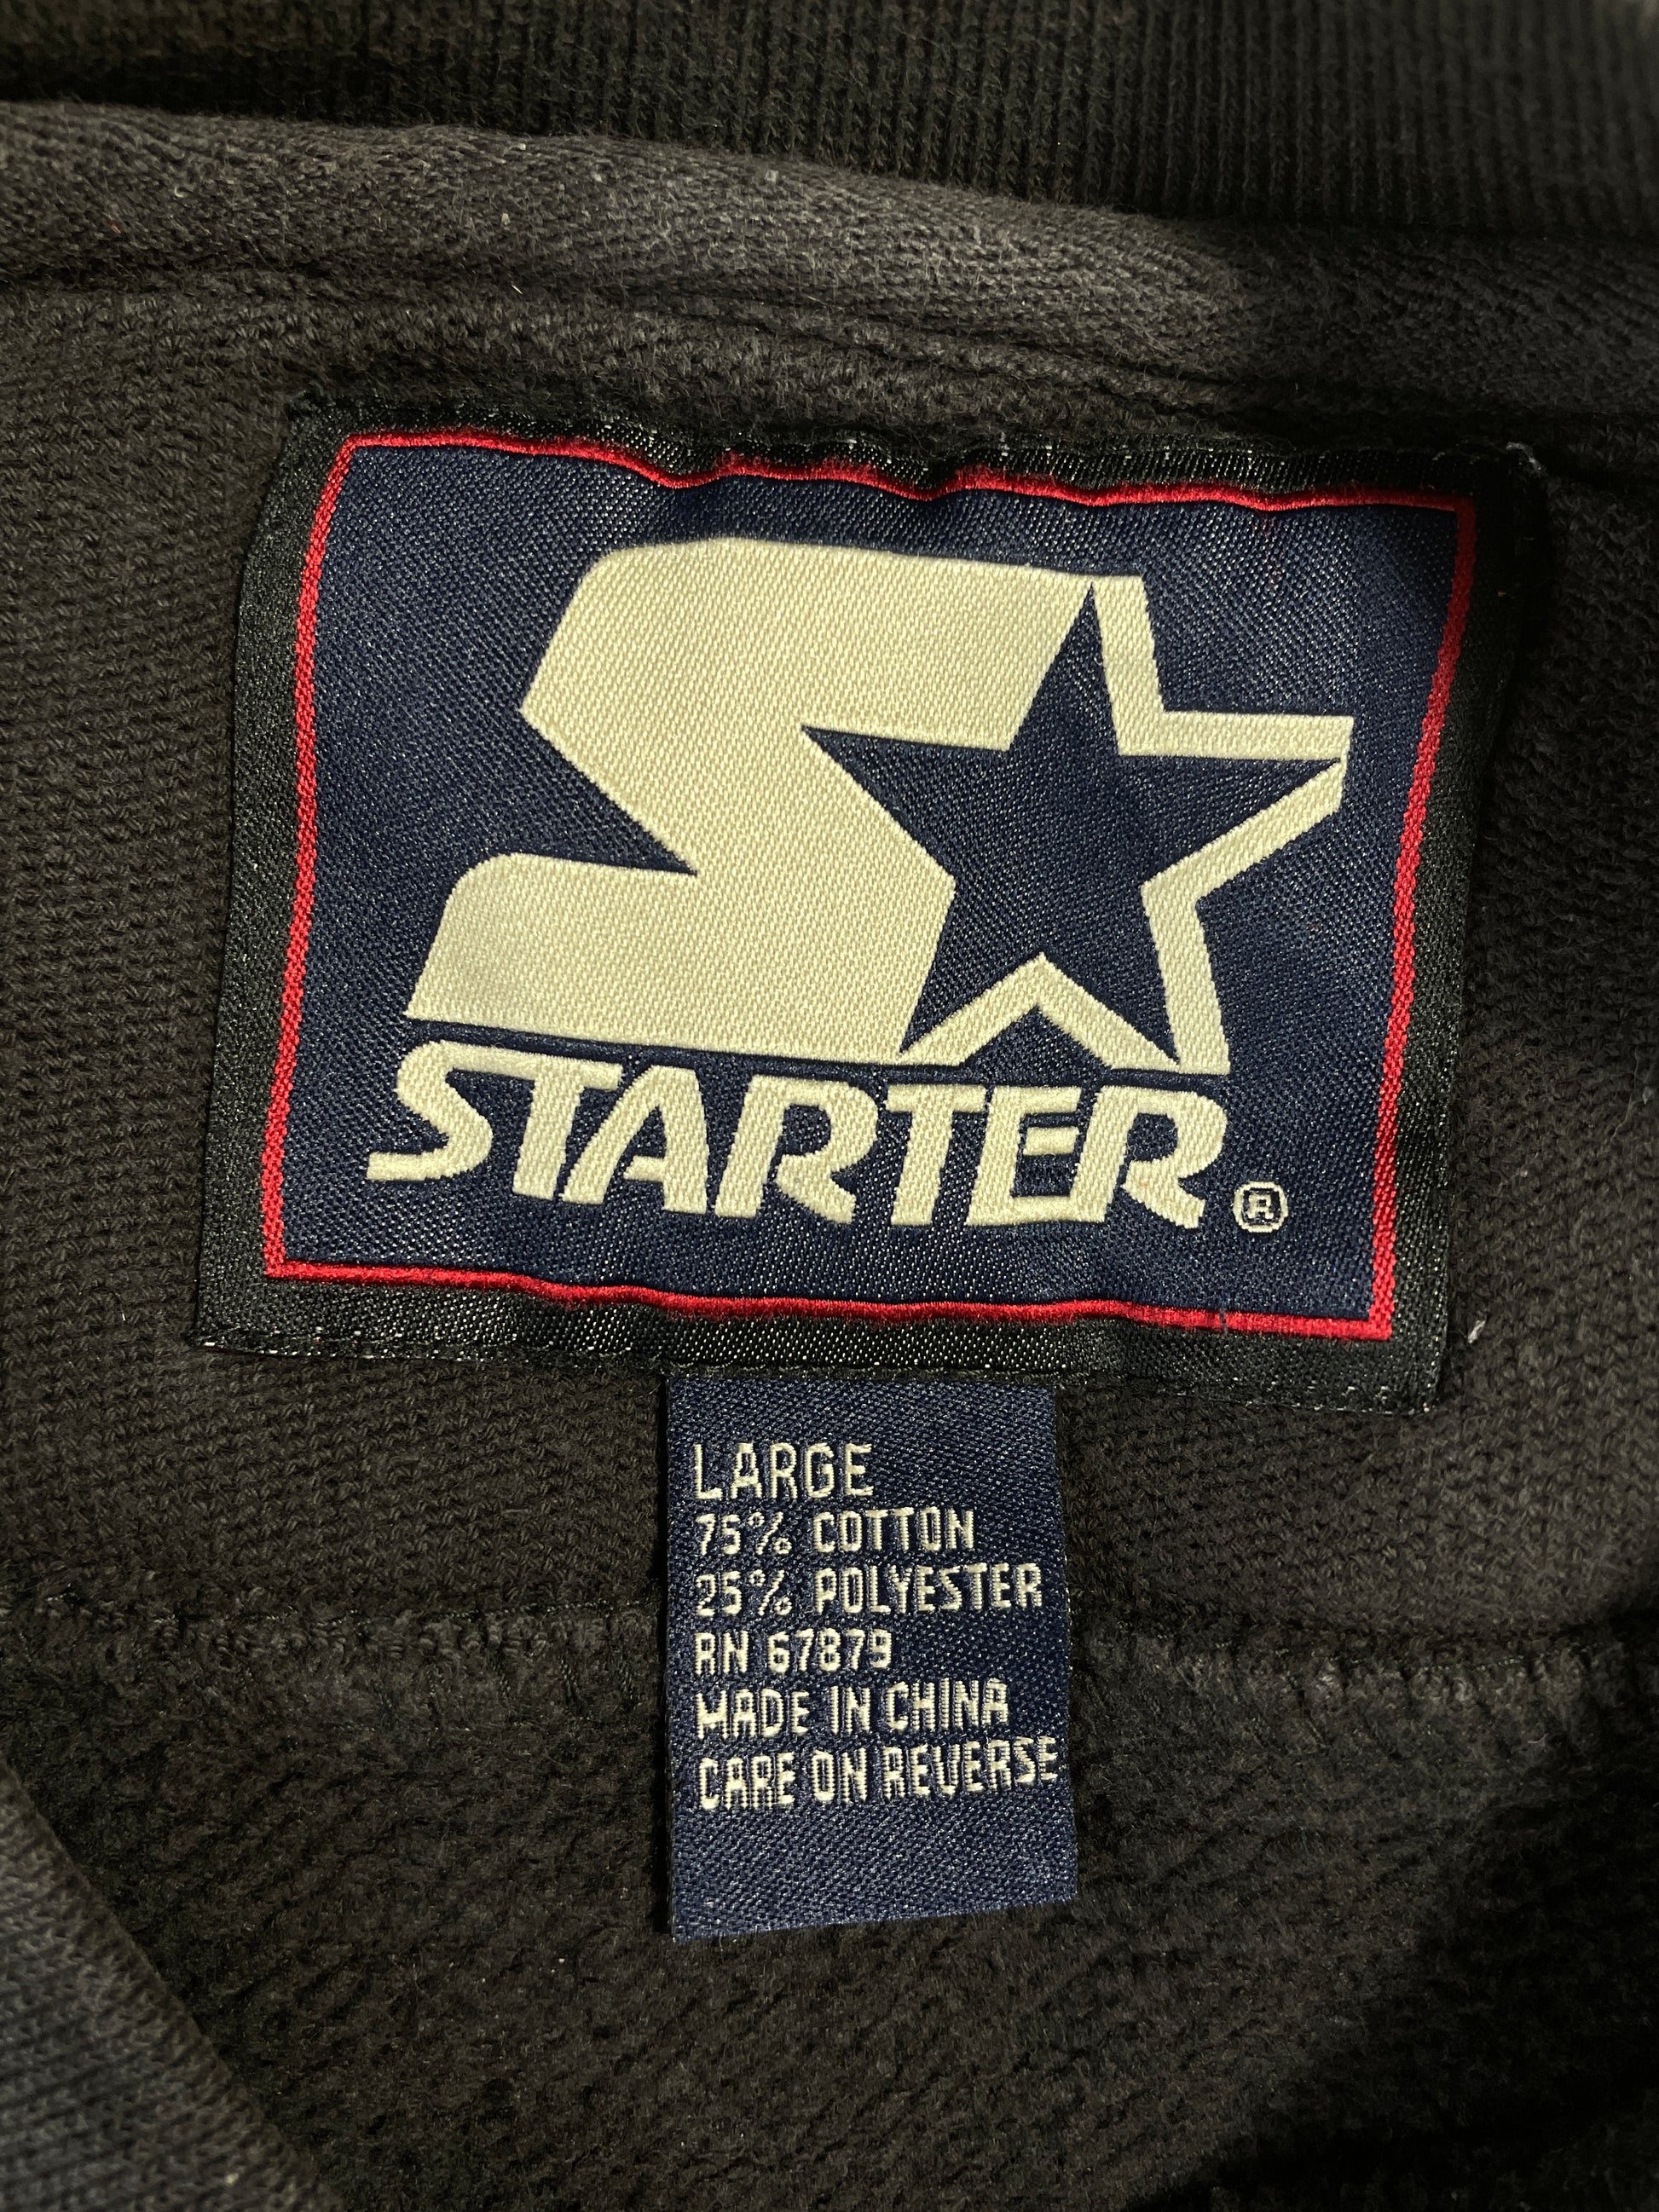 STARTER®
LARGE
75% COTTON
25% POLYESTER
RN 67879
MADE IN CHINA
CARE ON REVERSE